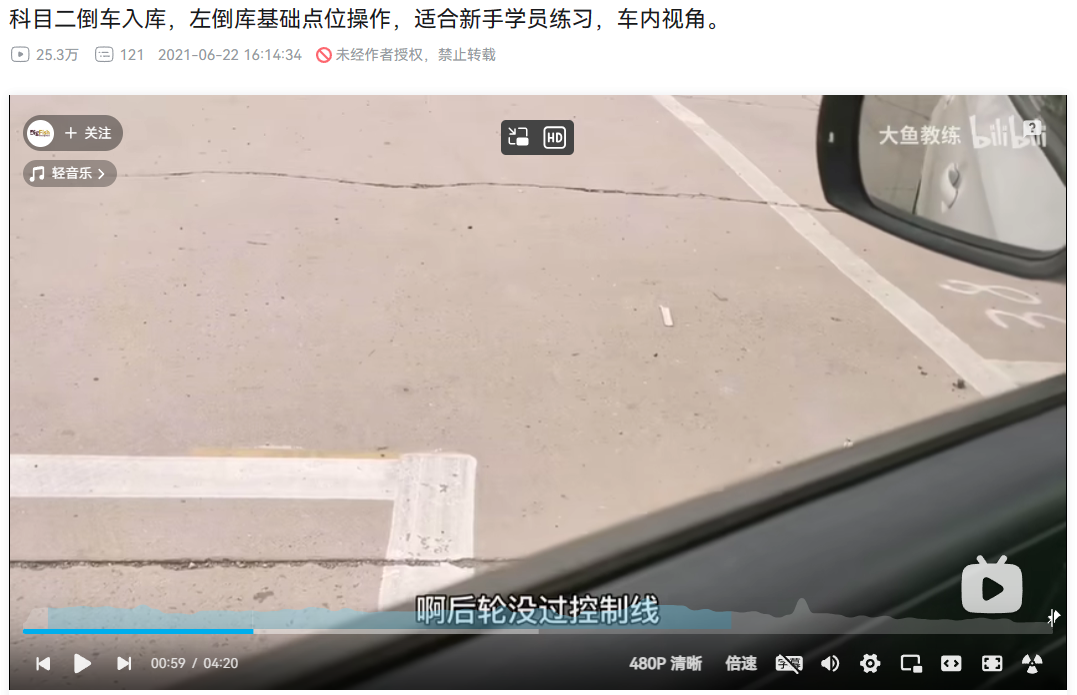 科目二倒车入库，左倒库基础点位操作，适合新手学员练习，车内视角。
25.3万 121 2021-06-22 16:14:34 未经作者授权，禁止转载
+ 关注
HD
大鱼教练 bilibili
?
轻音乐 >
38
啊后轮没过控制线
00:59 / 04:20 480P 清晰 倍速 字幕